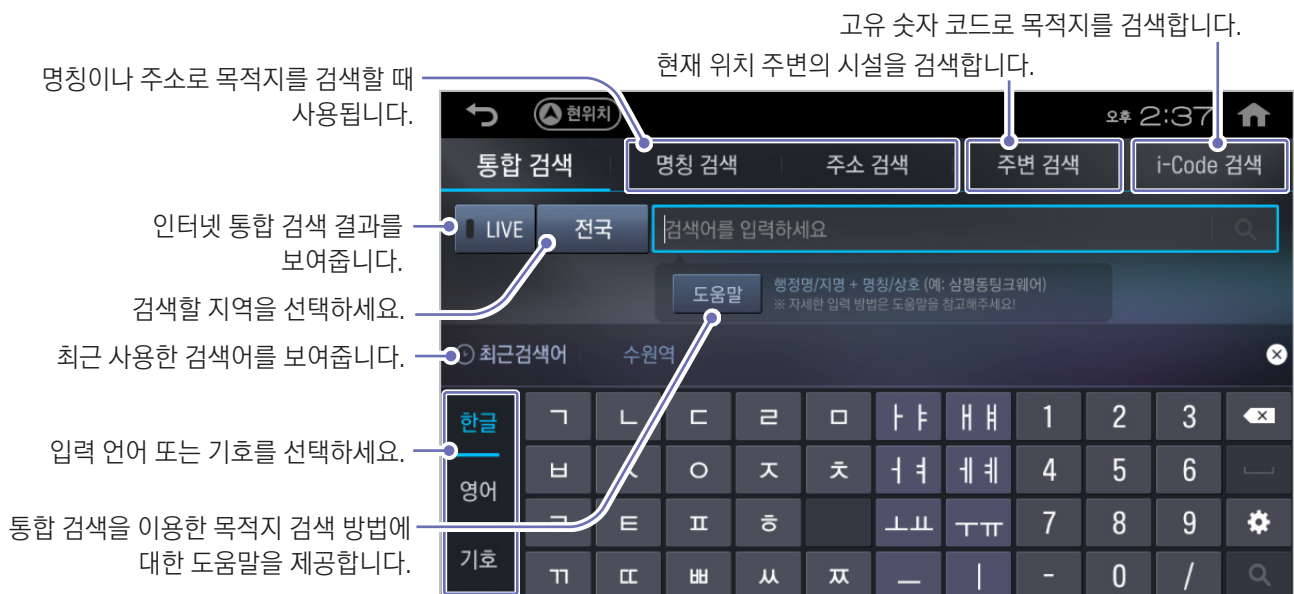 고유 숫자 코드로 목적지를 검색합니다.
현재 위치 주변의 시설을 검색합니다.
명칭이나 주소로 목적지를 검색할 때
사용됩니다.
현위치
오후 2:37
통합 검색 명칭 검색 주소 검색 주변 검색 i-Code 검색
인터넷 통합 검색 결과를
보여줍니다.
LIVE 전국 검색어를 입력하세요
검색할 지역을 선택하세요.
도움말
행정명/지명 + 명칭/상호 (예: 삼평동팅크웨어)
※ 자세한 입력 방법은 도움말을 참고해주세요!
최근 사용한 검색어를 보여줍니다.
최근검색어 수원역
입력 언어 또는 기호를 선택하세요.
통합 검색을 이용한 목적지 검색 방법에
대한 도움말을 제공합니다.
한글
영어
기호
ㄱ ㄴ ㄷ ㄹ ㅁ ㅏㅑ ㅐㅒ 1 2 3
ㅂ ㅇ ㅈ ㅊ ㅓㅕ ㅔㅖ 4 5 6
ㅌ ㅍ ㅎ ㅗㅛ ㅜㅠ 7 8 9
ㄲ ㄸ ㅃ ㅆ ㅉ ㅡ ㅣ - 0 /